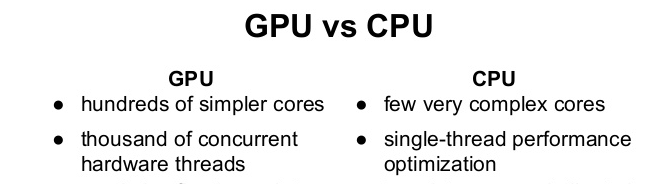 GPU vs CPU
GPU
● hundreds of simpler cores
● thousand of concurrent
hardware threads
CPU
● few very complex cores
● single-thread performance
optimization